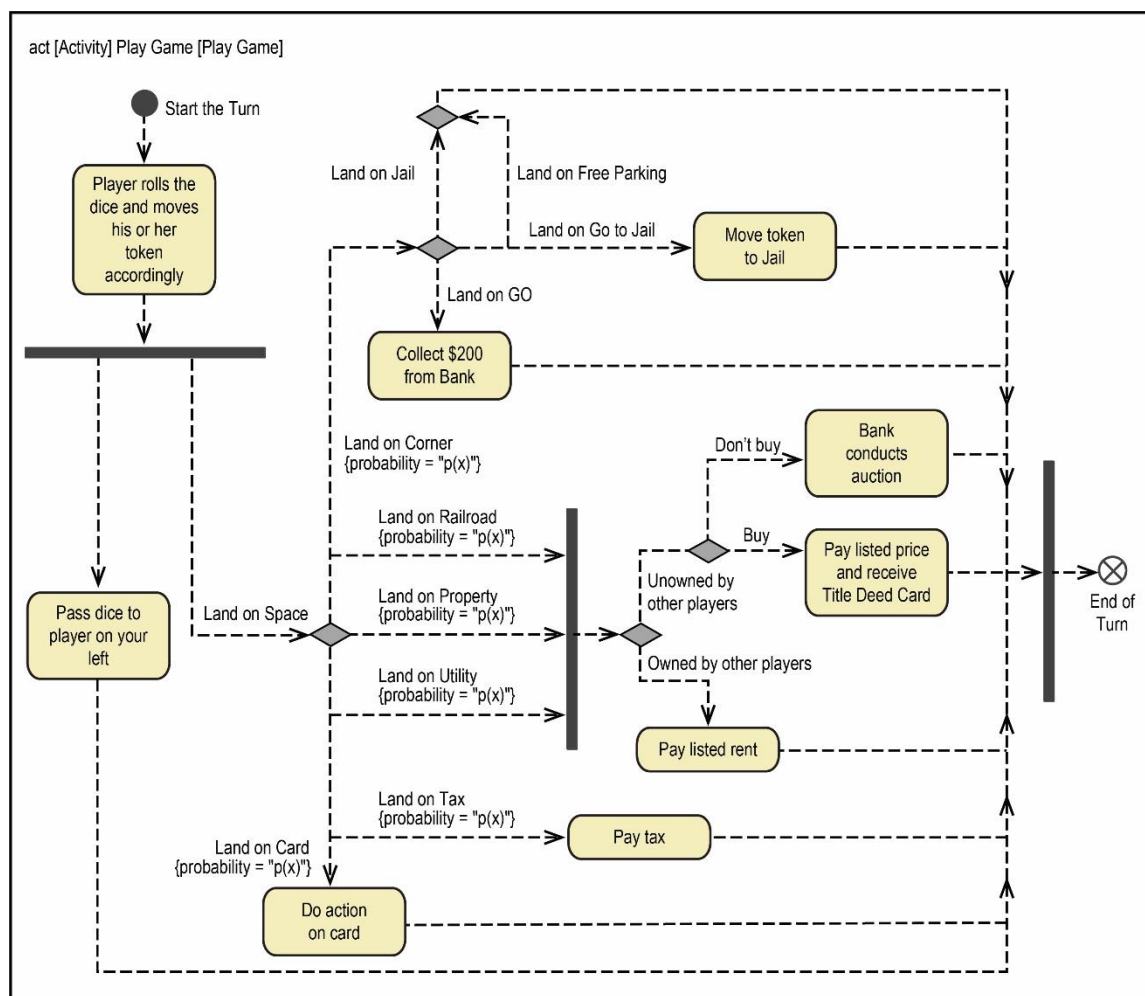 act [Activity] Play Game [Play Game]
Start the Turn
Player rolls the
dice and moves
his or her
token
accordingly
Land on Jail
Land on Free Parking
Land on Go to Jail
Move token
to Jail
Land on GO
Collect $200
from Bank
Land on Corner
{probability = "p(x)"}
Don't buy
Bank
conducts
auction
Land on Railroad
{probability = "p(x)"}
Buy
Pay listed price
and receive
Title Deed Card
Unowned by
other players
End of
Turn
Pass dice to
player on your
left
Land on Space
Land on Property
{probability = "p(x)"}
Owned by other players
Land on Utility
{probability = "p(x)"}
Pay listed rent
Land on Tax
{probability = "p(x)"}
Pay tax
Land on Card
{probability = "p(x)"}
Do action
on card